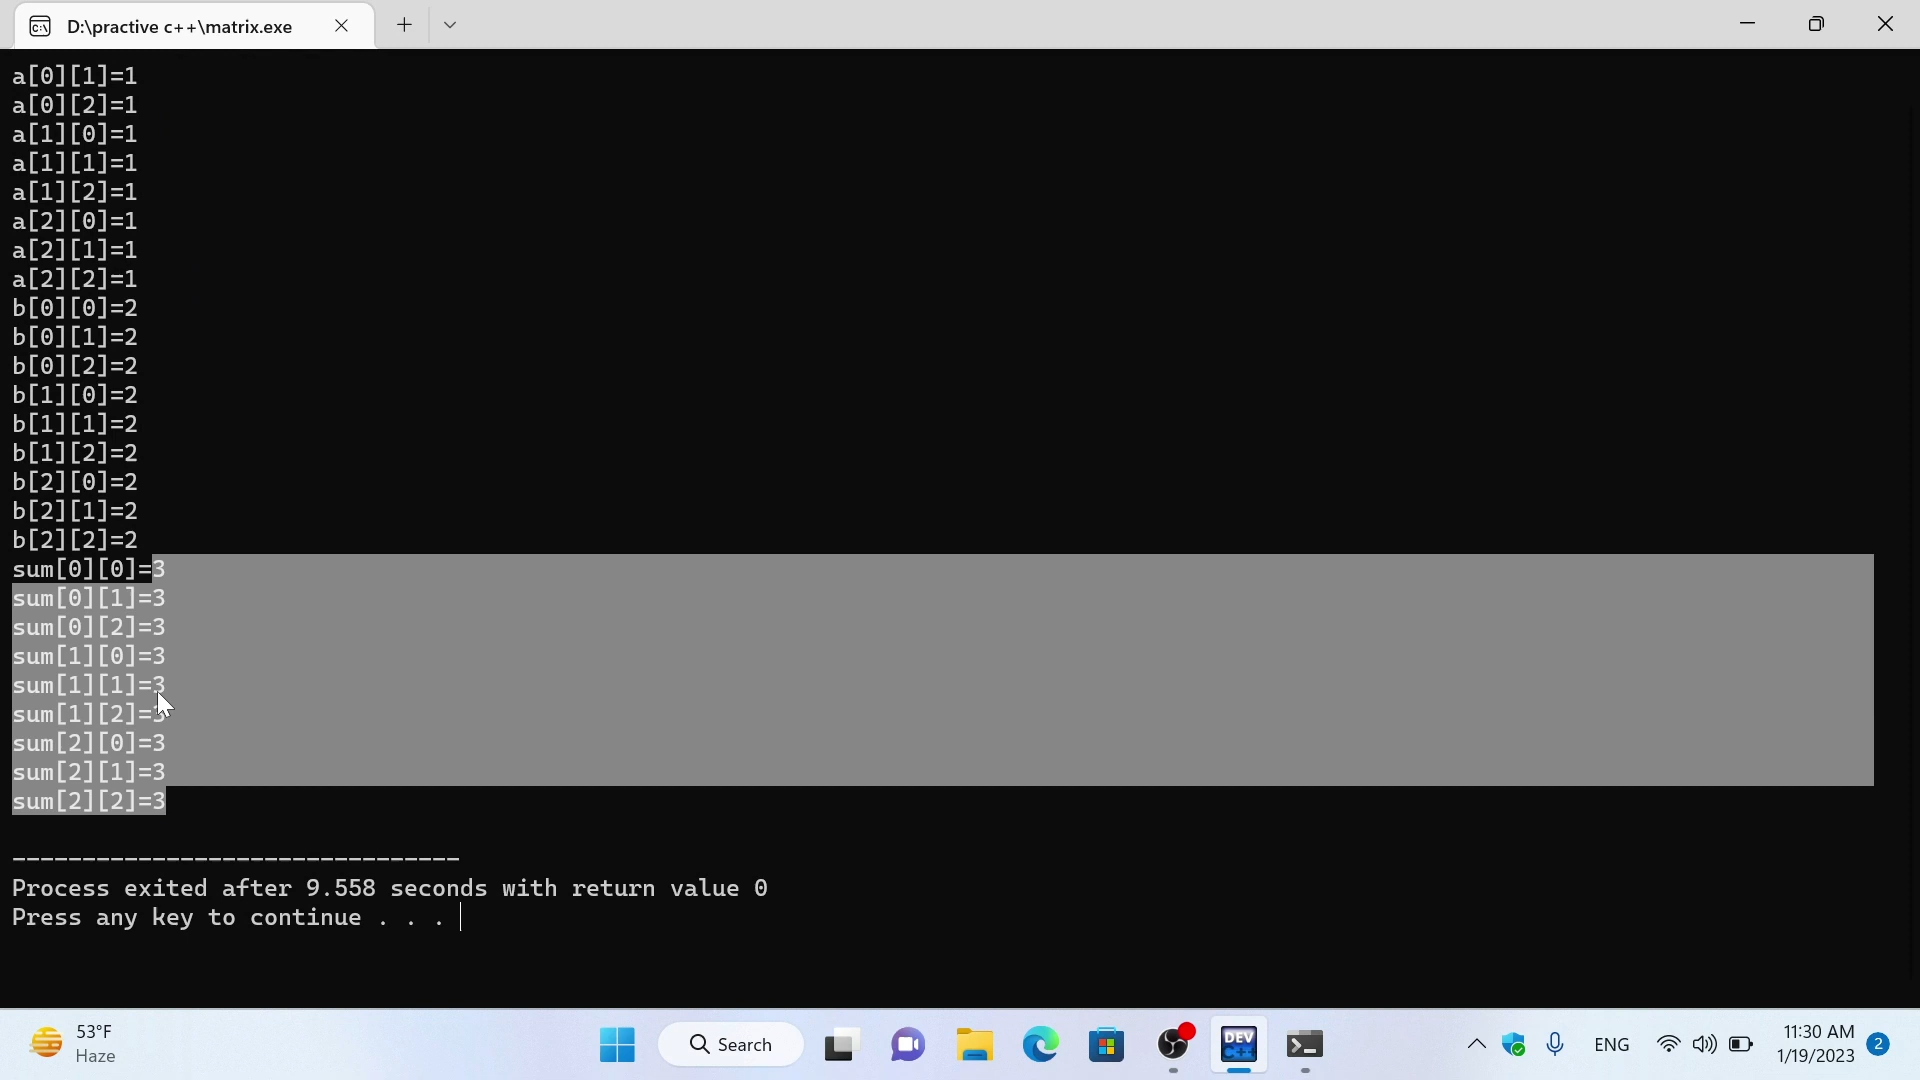 D:\practive c++\matrix.exe
a[0][1]=1
a[0][2]=1
a[1][0]=1
a[1][1]=1
a[1][2]=1
a[2][0]=1
a[2][1]=1
a[2][2]=1
b[0][0]=2
b[0][1]=2
b[0][2]=2
b[1][0]=2
b[1][1]=2
b[1][2]=2
b[2][0]=2
b[2][1]=2
b[2][2]=2
sum[0][0]=3
sum[0][1]=3
sum[0][2]=3
sum[1][0]=3
sum[1][1]=3
sum[1][2]=3
sum[2][0]=3
sum[2][1]=3
sum[2][2]=3
--------------------------------
Process exited after 9.558 seconds with return value 0
Press any key to continue . . .
53°F
Haze
Search
DEV
C++
ENG
11:30 AM
1/19/2023
2